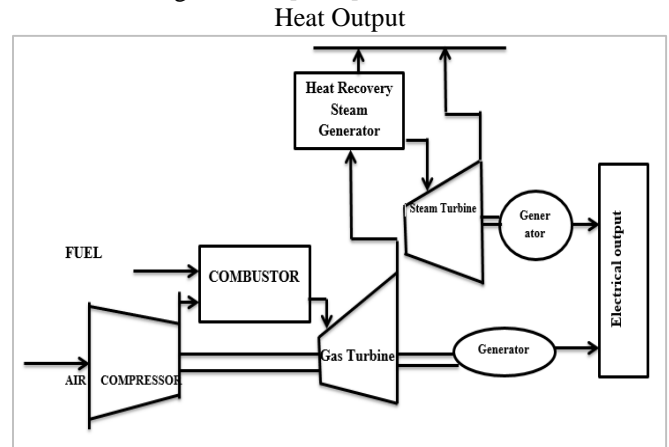 Heat Output
Heat Recovery
Steam
Generator
Steam Turbine
Gener
ator
Electrical output
FUEL
COMBUSTOR
Gas Turbine
Generator
AIR
COMPRESSOR